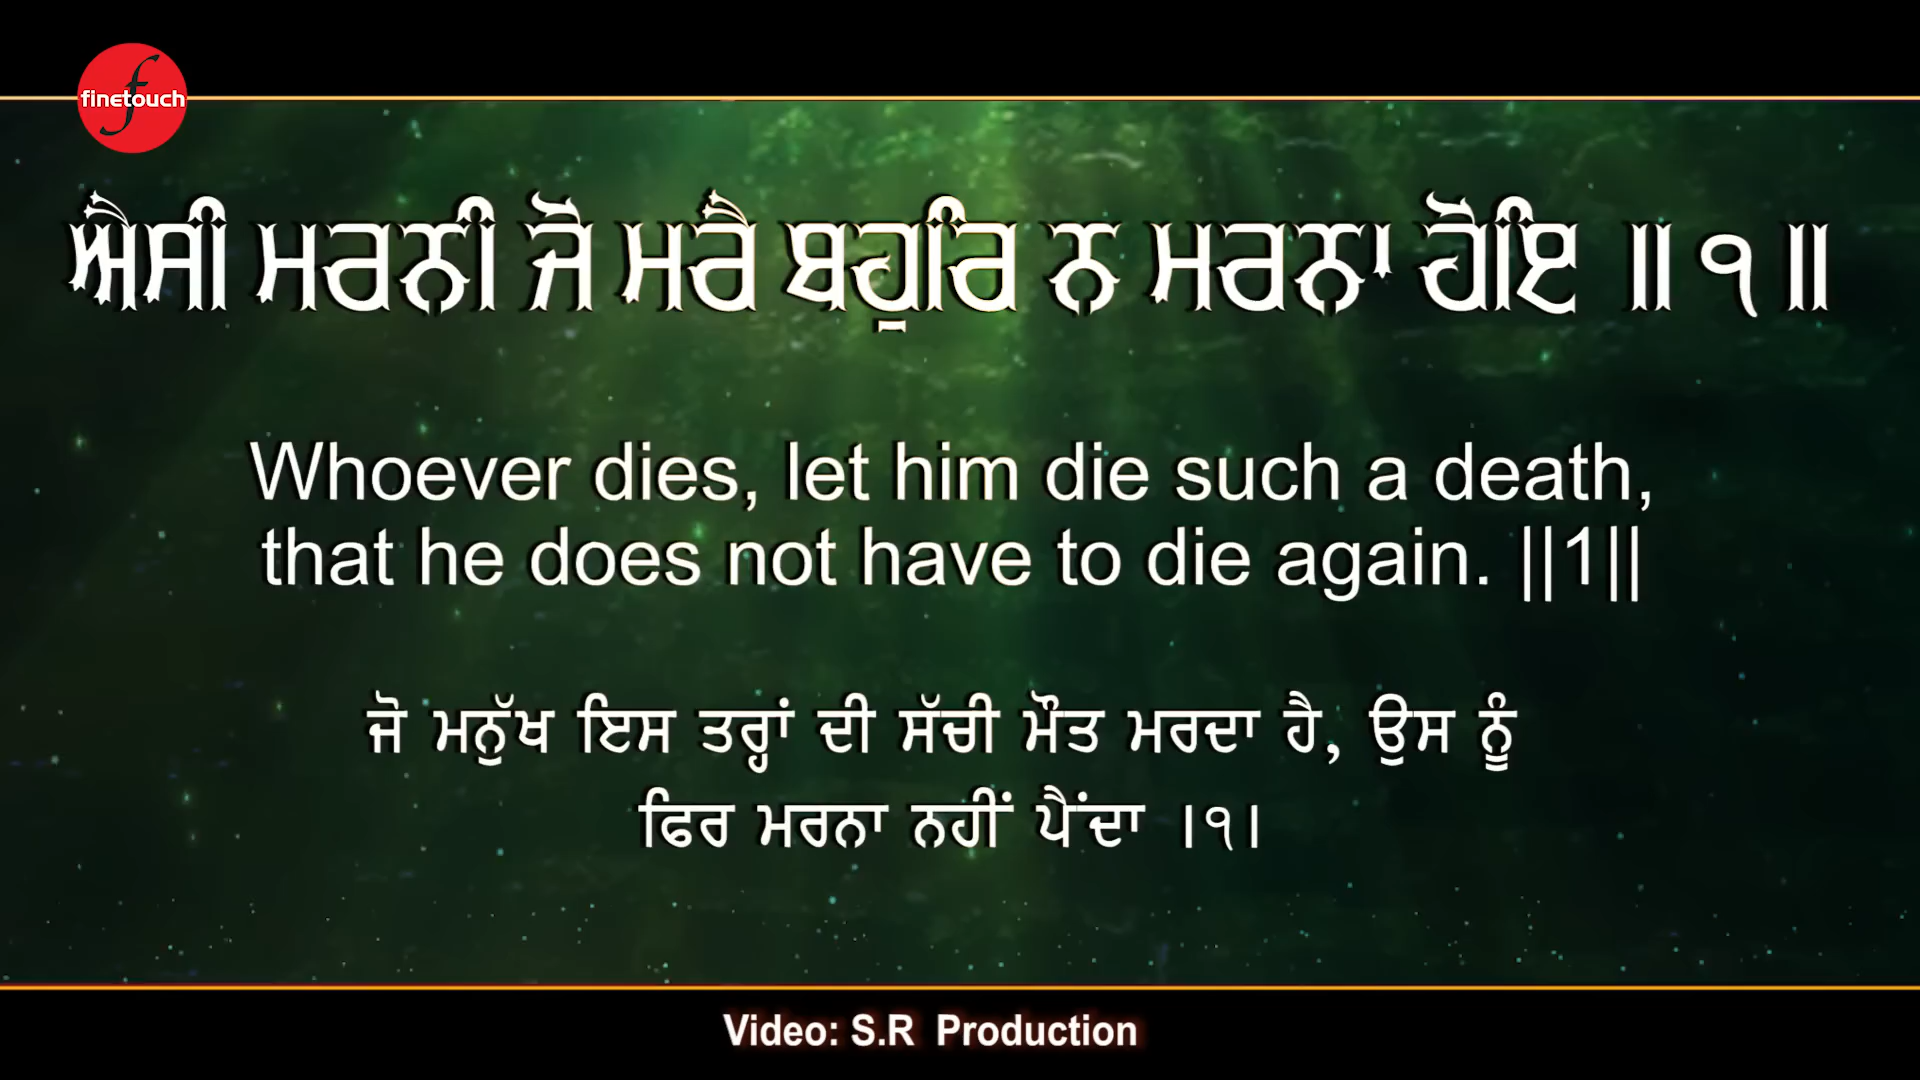 finetouch
ਐਸੀ ਮਰਨੀ ਜੋ ਮਰੈ ਬਹੁਰਿ ਨ ਮਰਨਾ ਹੋਇ ॥੧॥
Whoever dies, let him die such a death,
that he does not have to die again. ||1||
ਜੋ ਮਨੁੱਖ ਇਸ ਤਰ੍ਹਾਂ ਦੀ ਸੱਚੀ ਮੌਤ ਮਰਦਾ ਹੈ, ਉਸ ਨੂੰ
ਫਿਰ ਮਰਨਾ ਨਹੀਂ ਪੈਂਦਾ ।੧।
Video: S.R Production